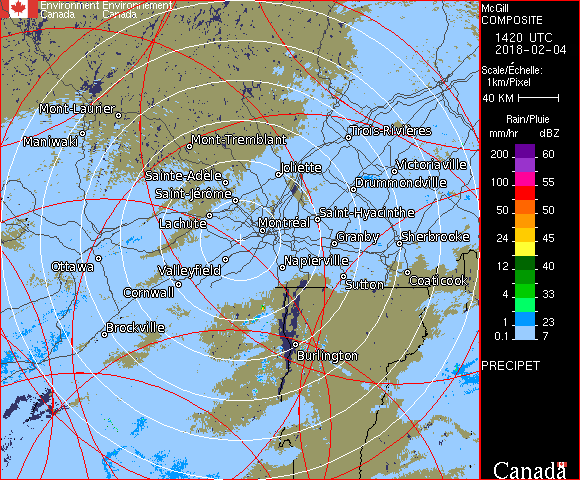 Environment Environnement
Canada Canada
McGill
COMPOSITE
1420 UTC
2018-02-04
Scale/Échelle:
1km/Pixel
40 KM
Rain/Pluie
mm/hr dBZ
200 60
100 55
50 50
24 45
12 40
4 33
1 23
0.1 7
PRECIPET
Canada
Mont-Laurier
Maniwaki
Mont-Tremblant
Trois-Rivières
Joliette
Victoriaville
Sainte-Adèle
Drummondville
Saint-Jérôme
Saint-Hyacinthe
Lachute
Montréal
Granby
Sherbrooke
Ottawa
Valleyfield
Napierville
Cornwall
Sutton
Coaticook
Brockville
Burlington